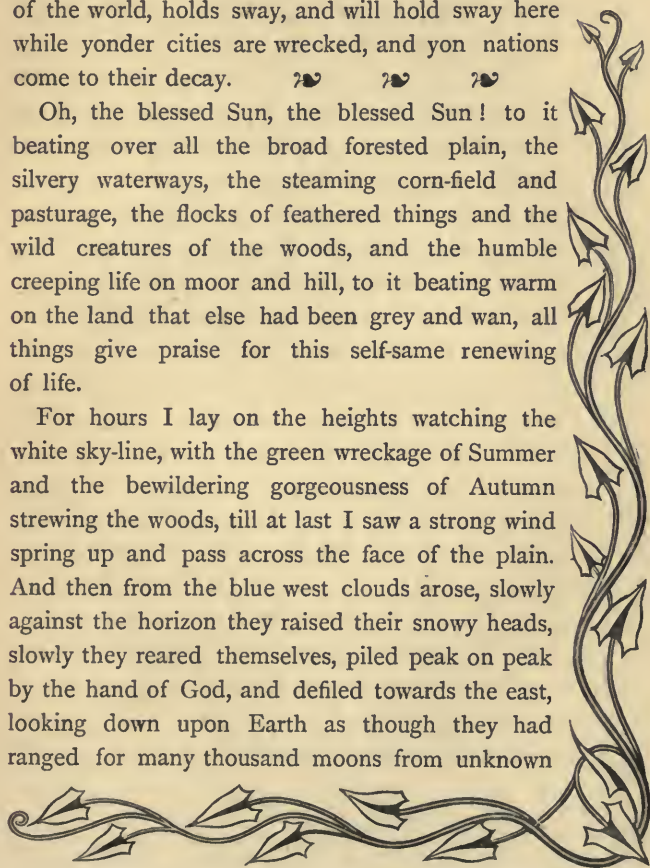 of the world, holds sway, and will hold sway here
while yonder cities are wrecked, and yon nations
come to their decay. ❧ ❧ ❧
Oh, the blessed Sun, the blessed Sun! to it
beating over all the broad forested plain, the
silvery waterways, the steaming corn-field and
pasturage, the flocks of feathered things and the
wild creatures of the woods, and the humble
creeping life on moor and hill, to it beating warm
on the land that else had been grey and wan, all
things give praise for this self-same renewing
of life.
For hours I lay on the heights watching the
white sky-line, with the green wreckage of Summer
and the bewildering gorgeousness of Autumn
strewing the woods, till at last I saw a strong wind
spring up and pass across the face of the plain.
And then from the blue west clouds arose, slowly
against the horizon they raised their snowy heads,
slowly they reared themselves, piled peak on peak
by the hand of God, and defiled towards the east,
looking down upon Earth as though they had
ranged for many thousand moons from unknown